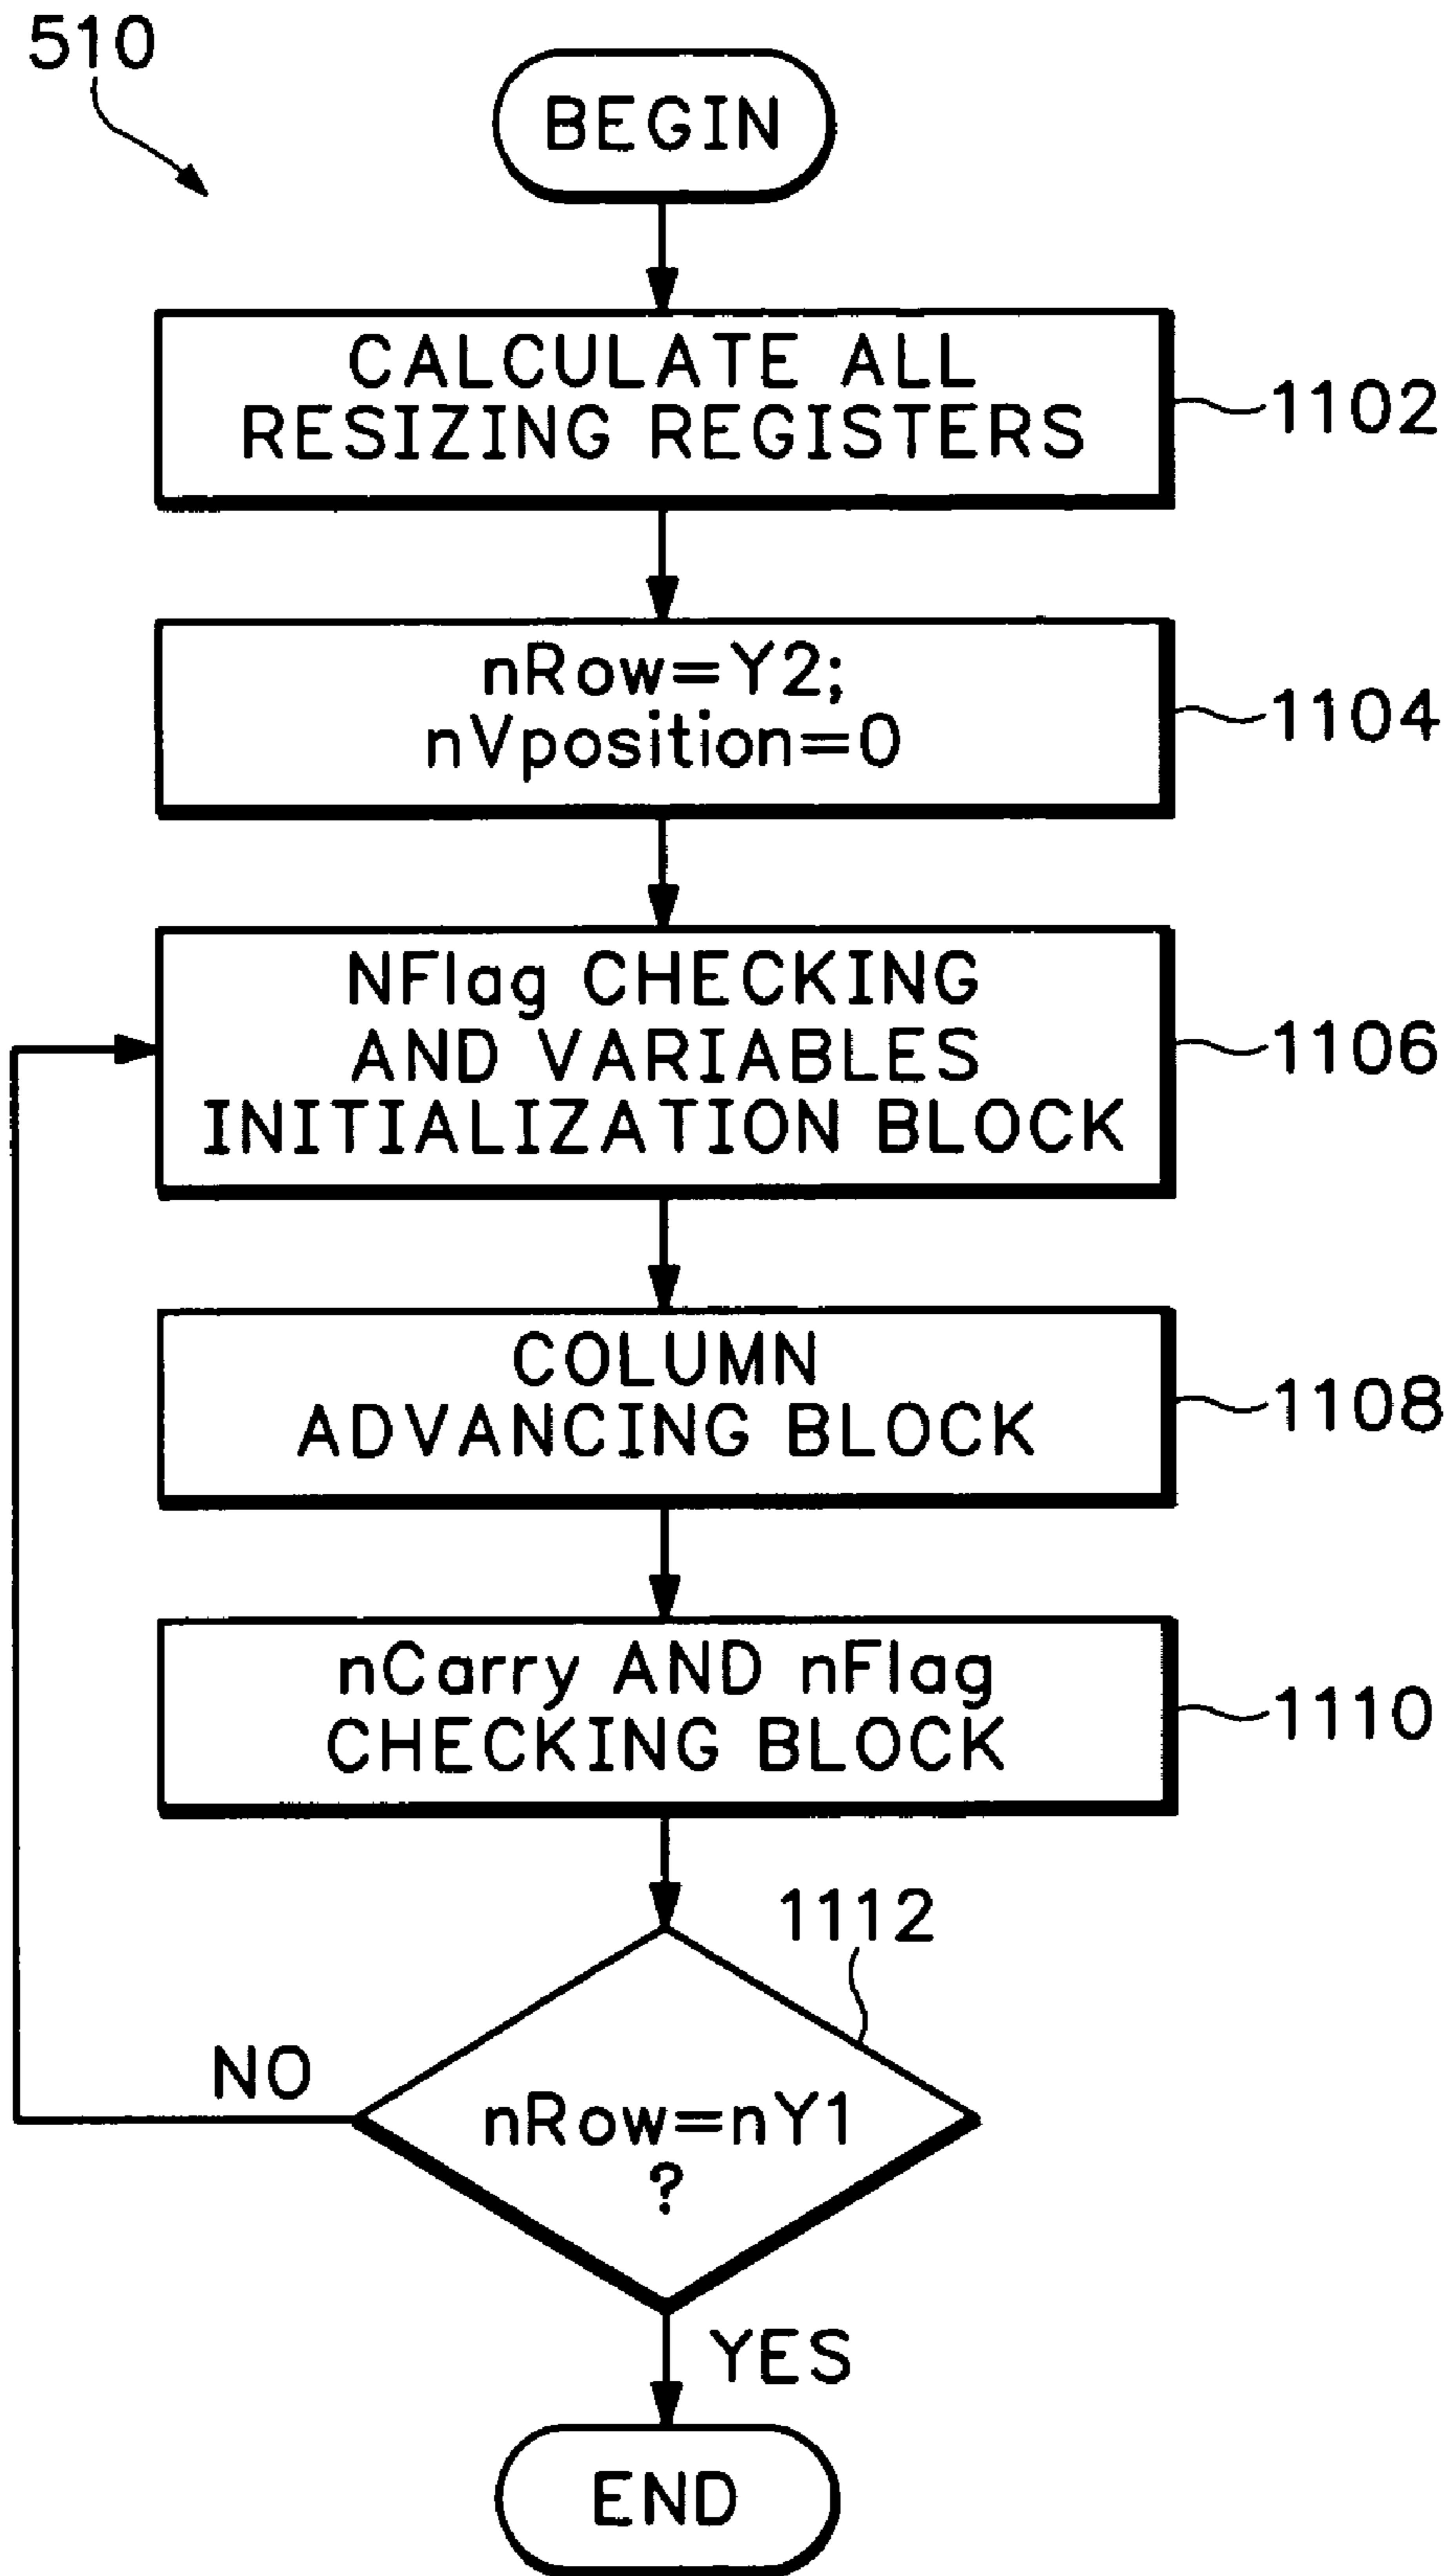 510
BEGIN
CALCULATE ALL
RESIZING REGISTERS
1102
nRow=Y2;
nVposition=0
1104
NFlag CHECKING
AND VARIABLES
INITIALIZATION BLOCK
1106
COLUMN
ADVANCING BLOCK
1108
nCarry AND nFlag
CHECKING BLOCK
1110
1112
NO
nRow=nY1
?
YES
END